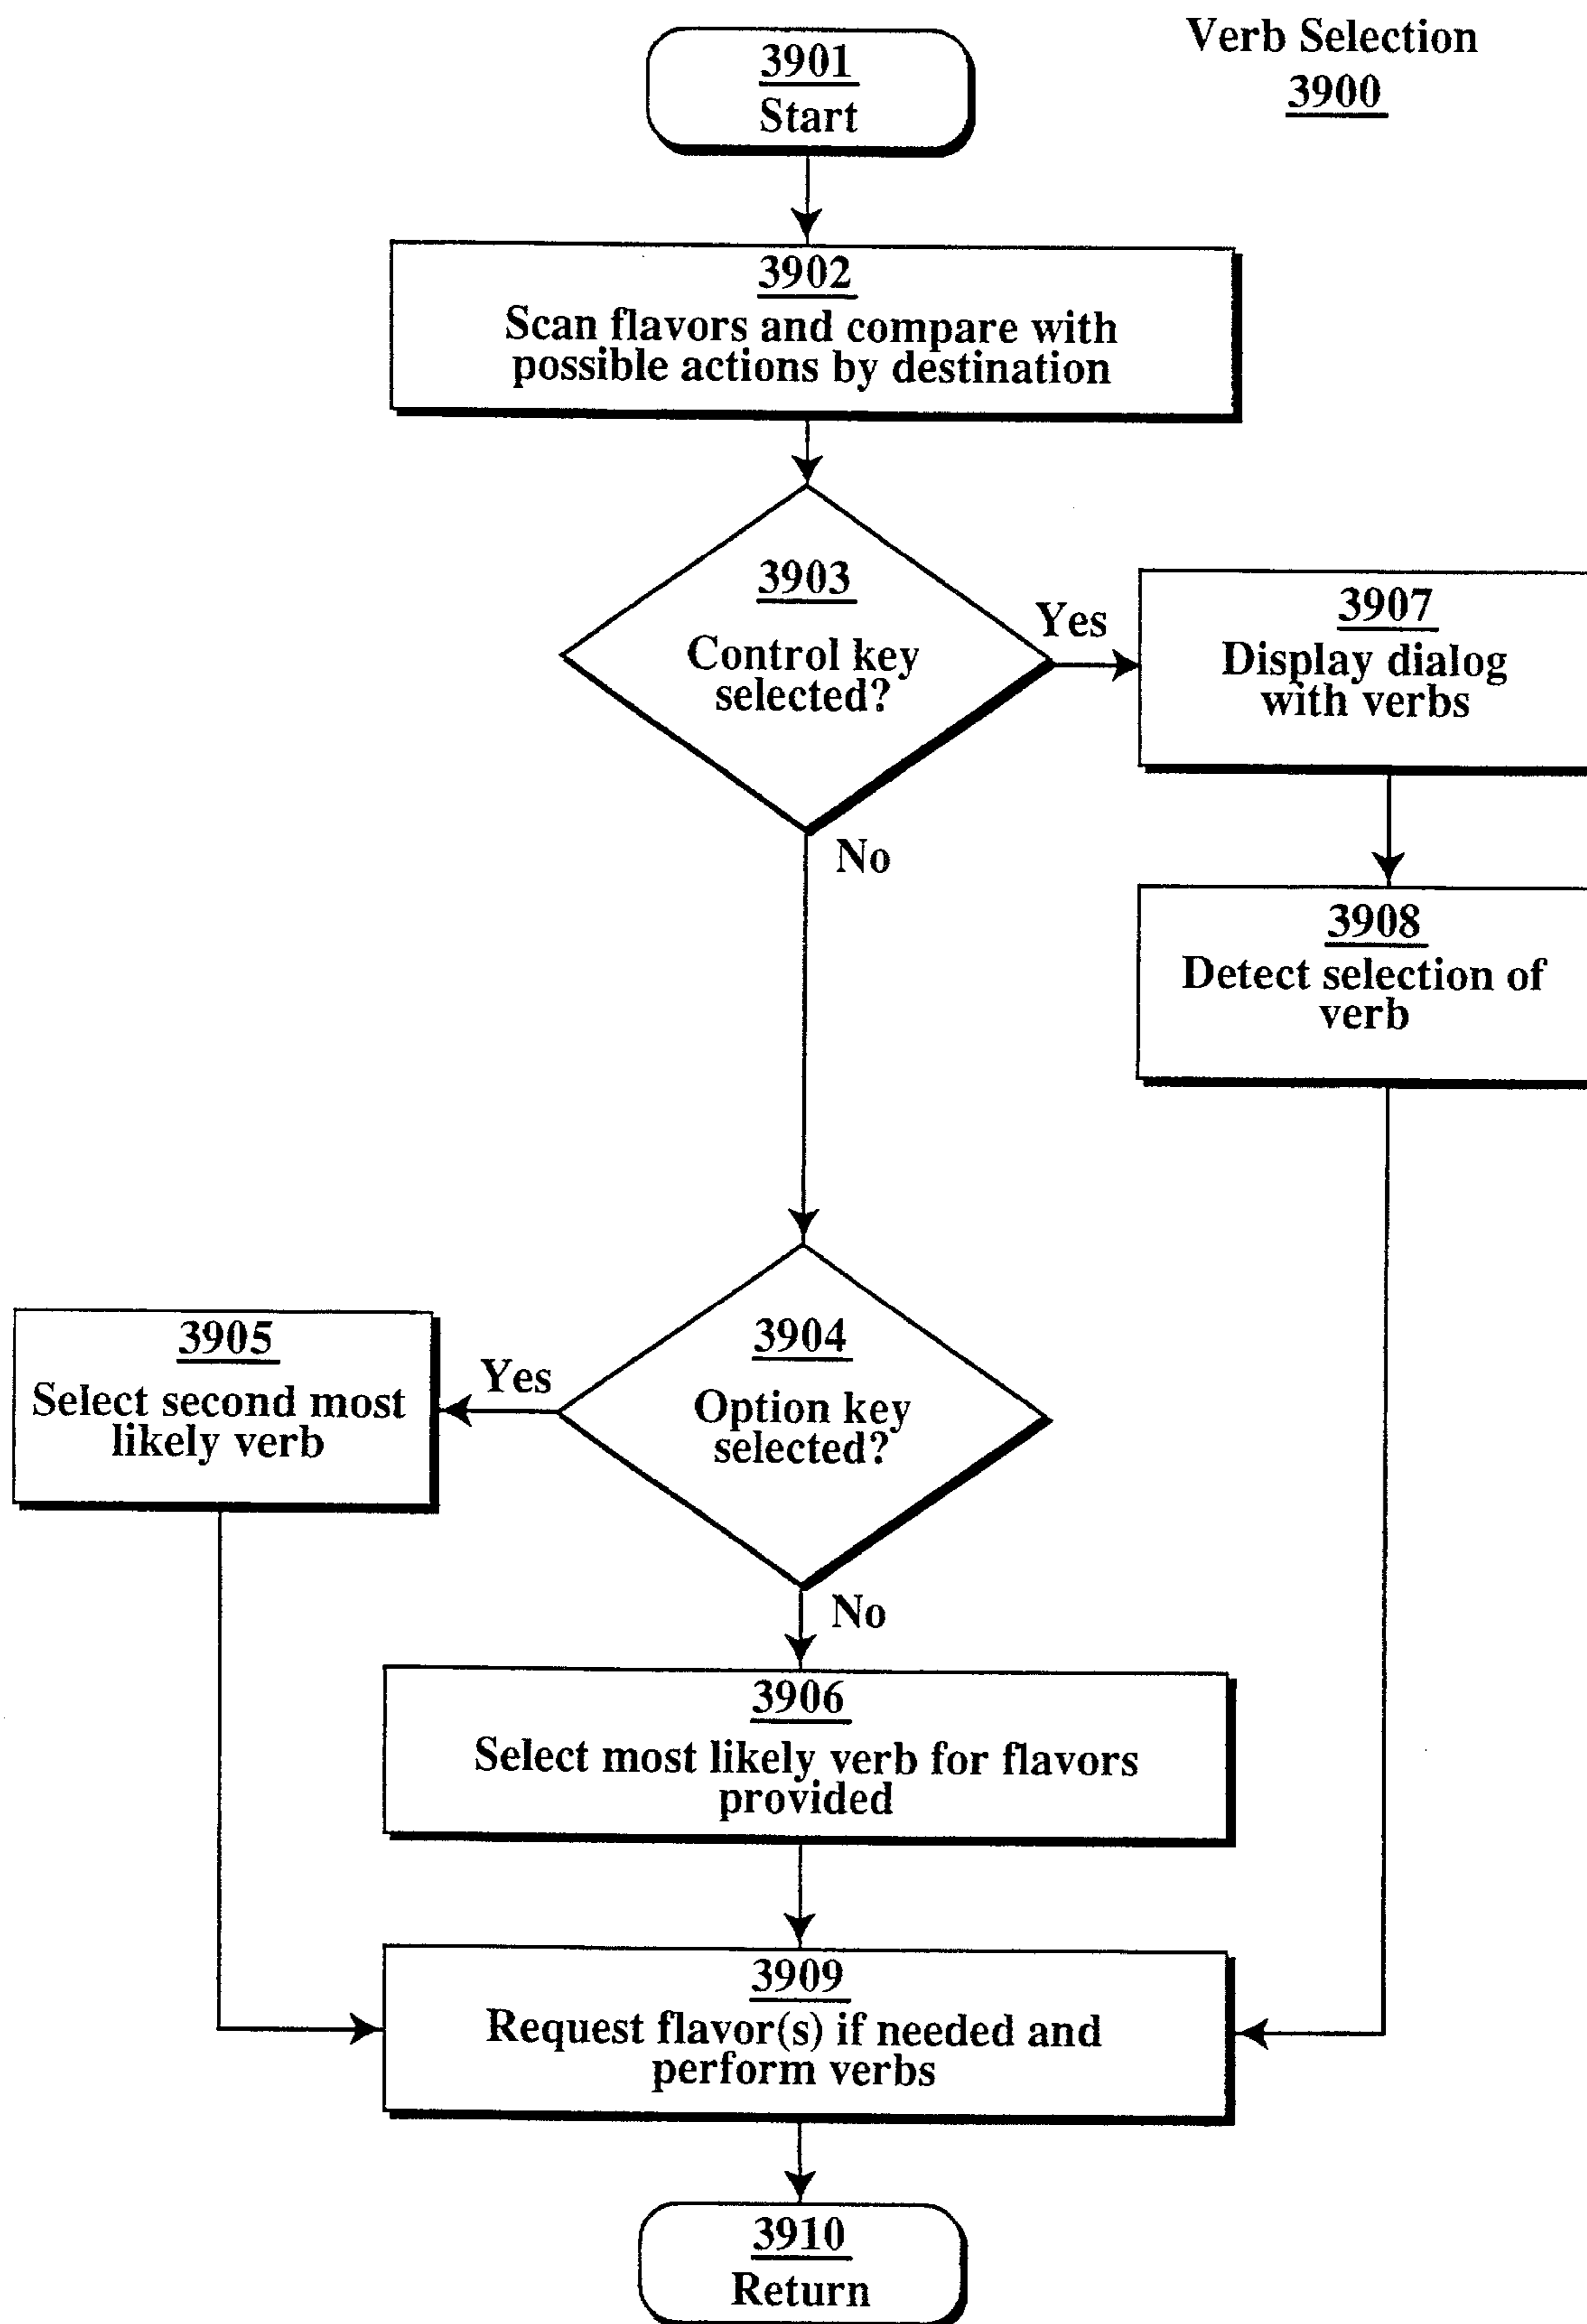 Verb Selection
3900
3901
Start
3902
Scan flavors and compare with
possible actions by destination
3903
Control key
selected?
Yes
No
3907
Display dialog
with verbs
3908
Detect selection of
verb
3904
Option key
selected?
Yes
No
3905
Select second most
likely verb
3906
Select most likely verb for flavors
provided
3909
Request flavor(s) if needed and
perform verbs
3910
Return